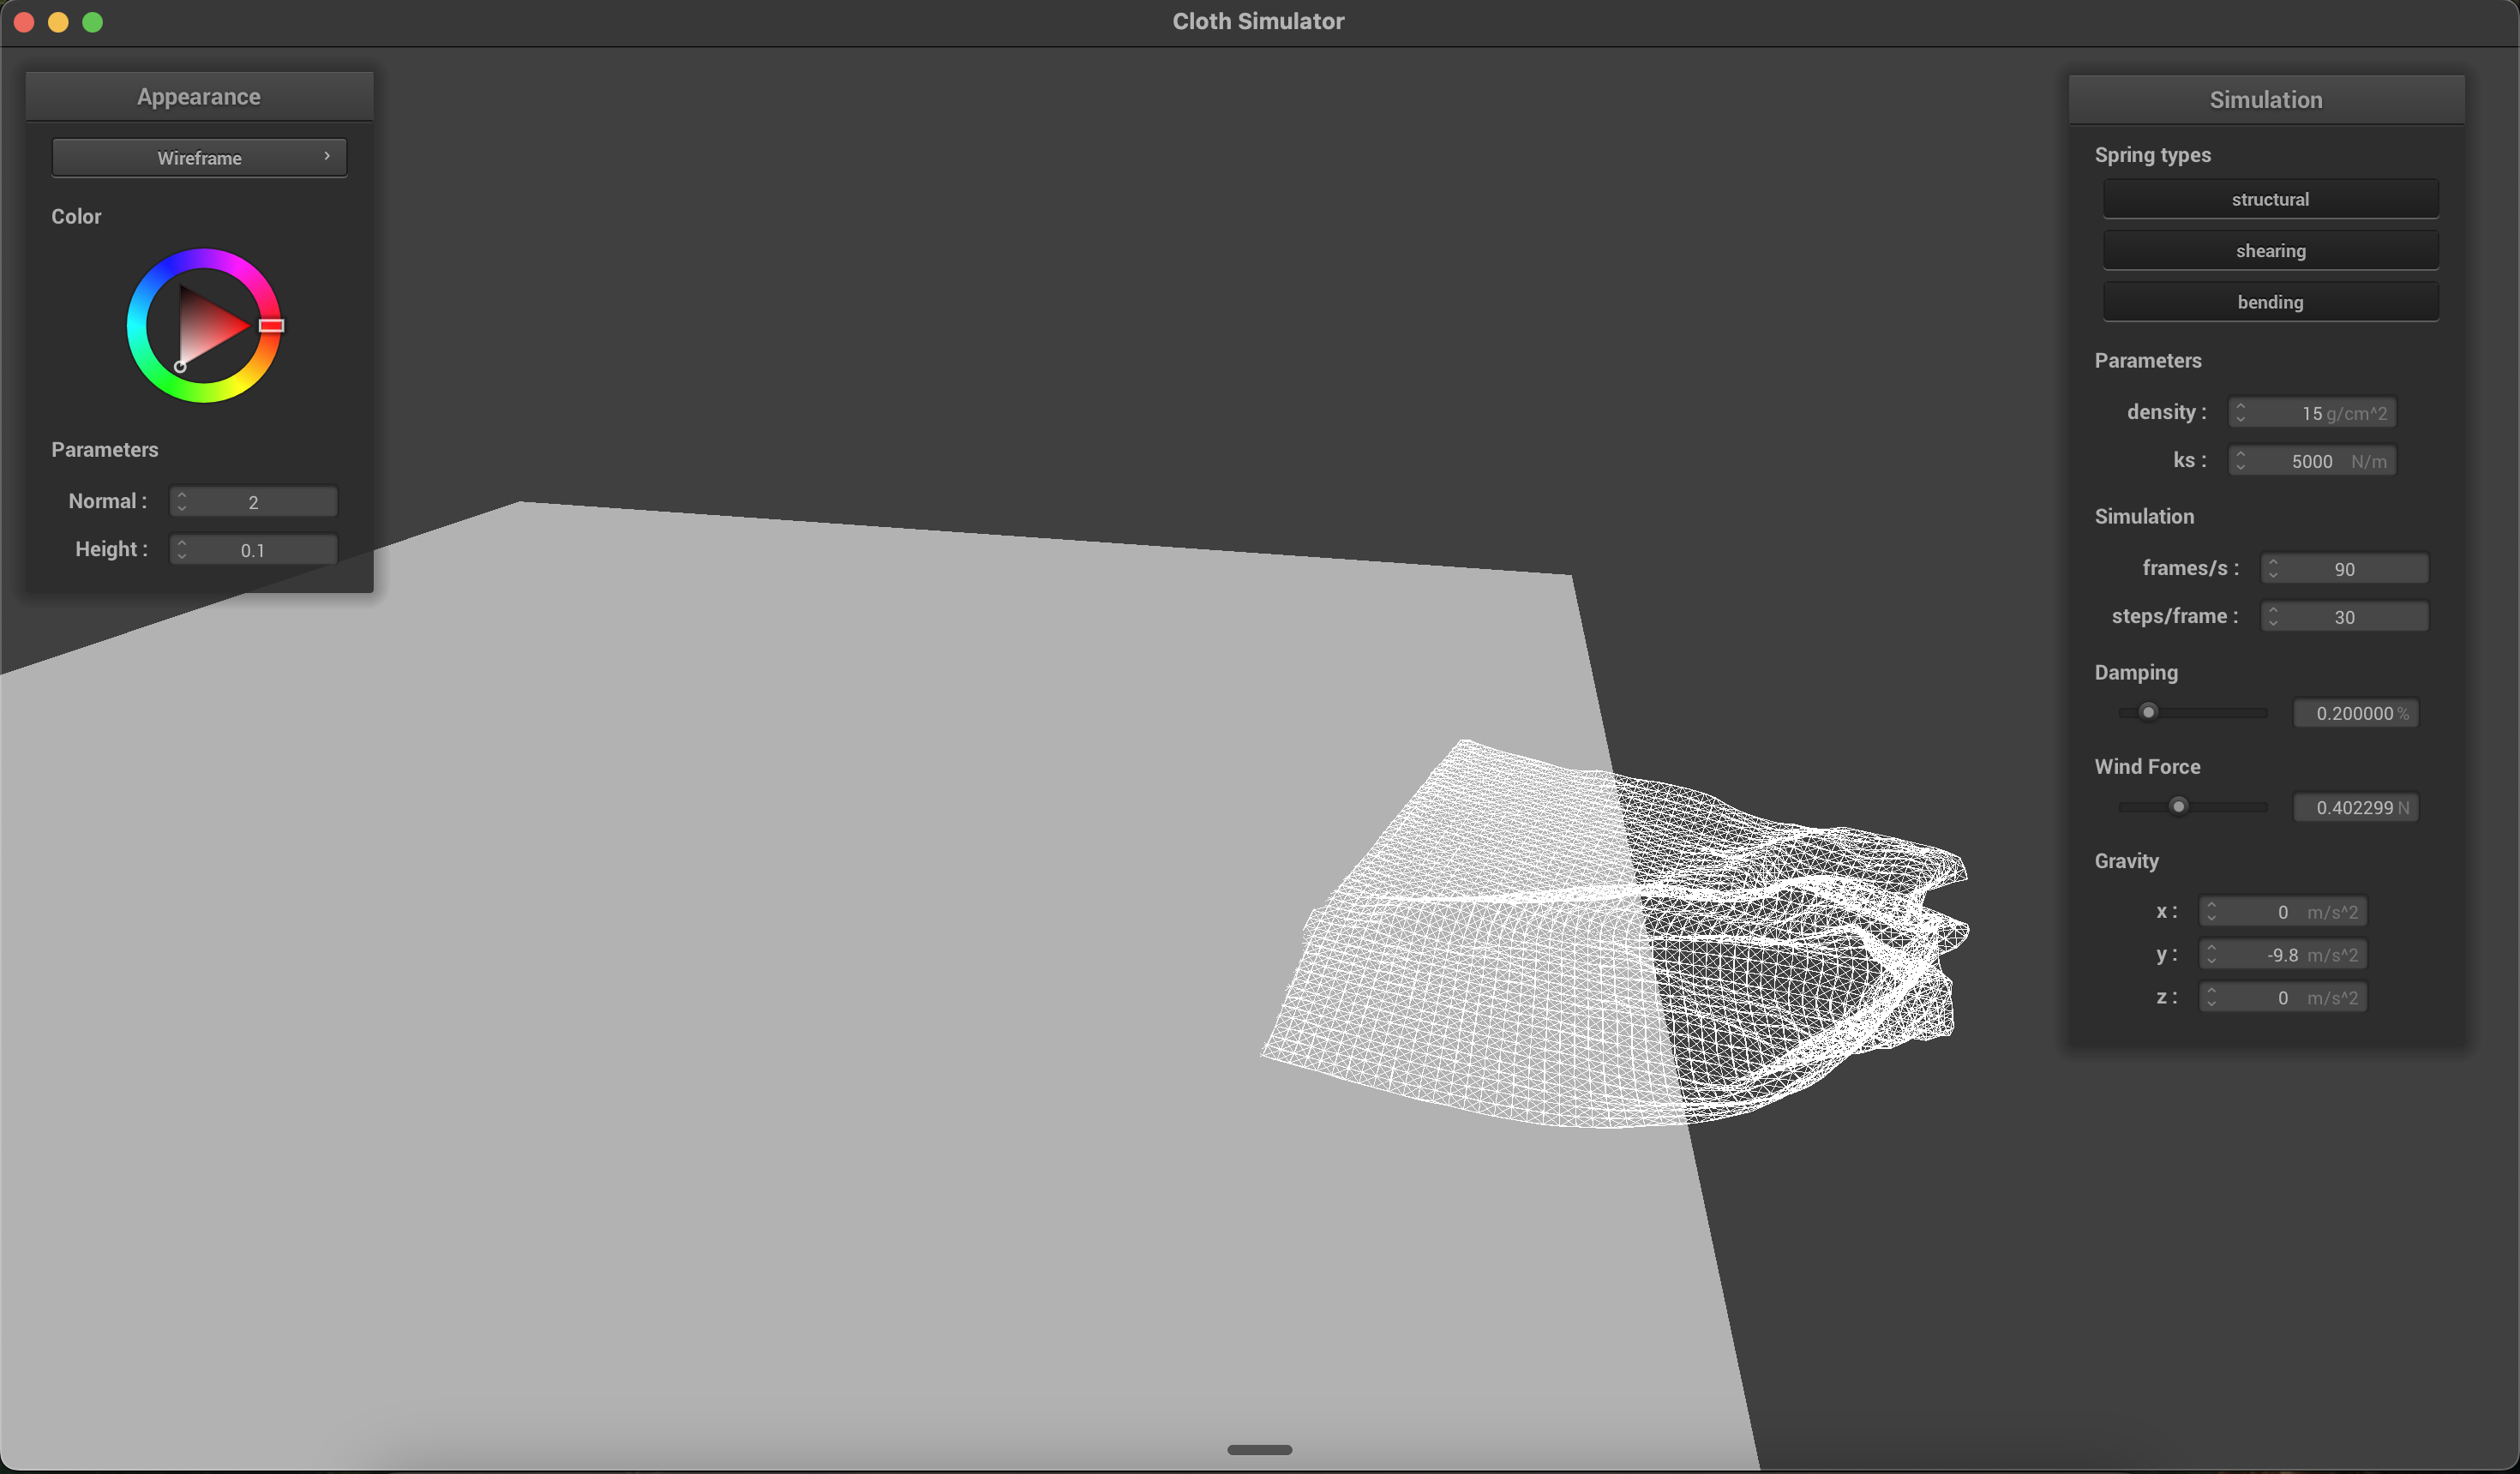 Cloth Simulator
Appearance
Wireframe
Color
Parameters
Normal : 2
Height : 0.1
Simulation
Spring types
structural
shearing
bending
Parameters
density : 15 g/cm^2
ks : 5000 N/m
Simulation
frames/s : 90
steps/frame : 30
Damping
0.200000 %
Wind Force
0.402299 N
Gravity
x : 0 m/s^2
y : -9.8 m/s^2
z : 0 m/s^2